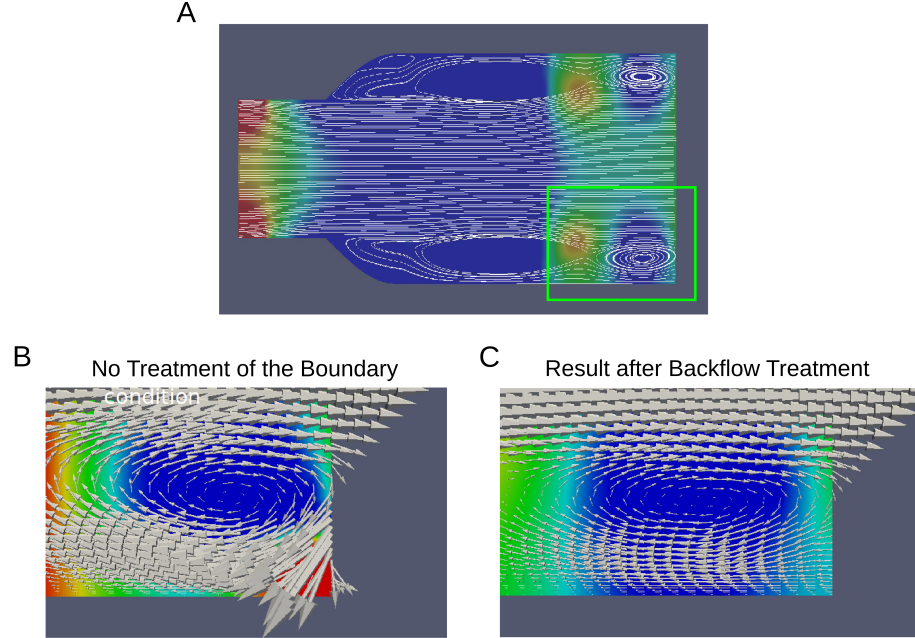 A
B
No Treatment of the Boundary
condition
C
Result after Backflow Treatment